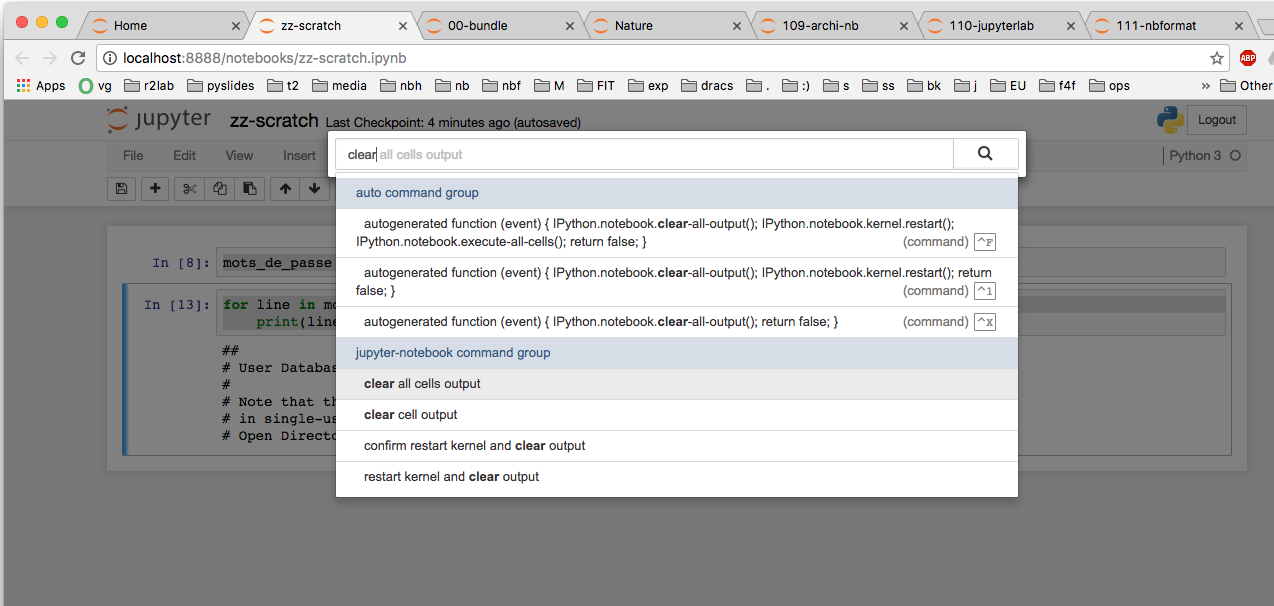 Home
zz-scratch
00-bundle
Nature
109-archi-nb
110-jupyterlab
111-nbformat
localhost:8888/notebooks/zz-scratch.ipynb
ABP
Apps vg r2lab pyslides t2 media nbh nb nbf M FIT exp dracs . :) s ss bk j EU f4f ops » Other
jupyter zz-scratch Last Checkpoint: 4 minutes ago (autosaved)
Logout
File Edit View Insert
Python 3
clear all cells output
auto command group
autogenerated function (event) { IPython.notebook.clear-all-output(); IPython.notebook.kernel.restart();
IPython.notebook.execute-all-cells(); return false; } (command) ^F
autogenerated function (event) { IPython.notebook.clear-all-output(); IPython.notebook.kernel.restart(); return
false; } (command) ^1
autogenerated function (event) { IPython.notebook.clear-all-output(); return false; } (command) ^X
jupyter-notebook command group
clear all cells output
clear cell output
confirm restart kernel and clear output
restart kernel and clear output
In [8]: mots_de_passe
In [13]: for line in mo
print(line
##
# User Databas
#
# Note that th
# in single-us
# Open Directo